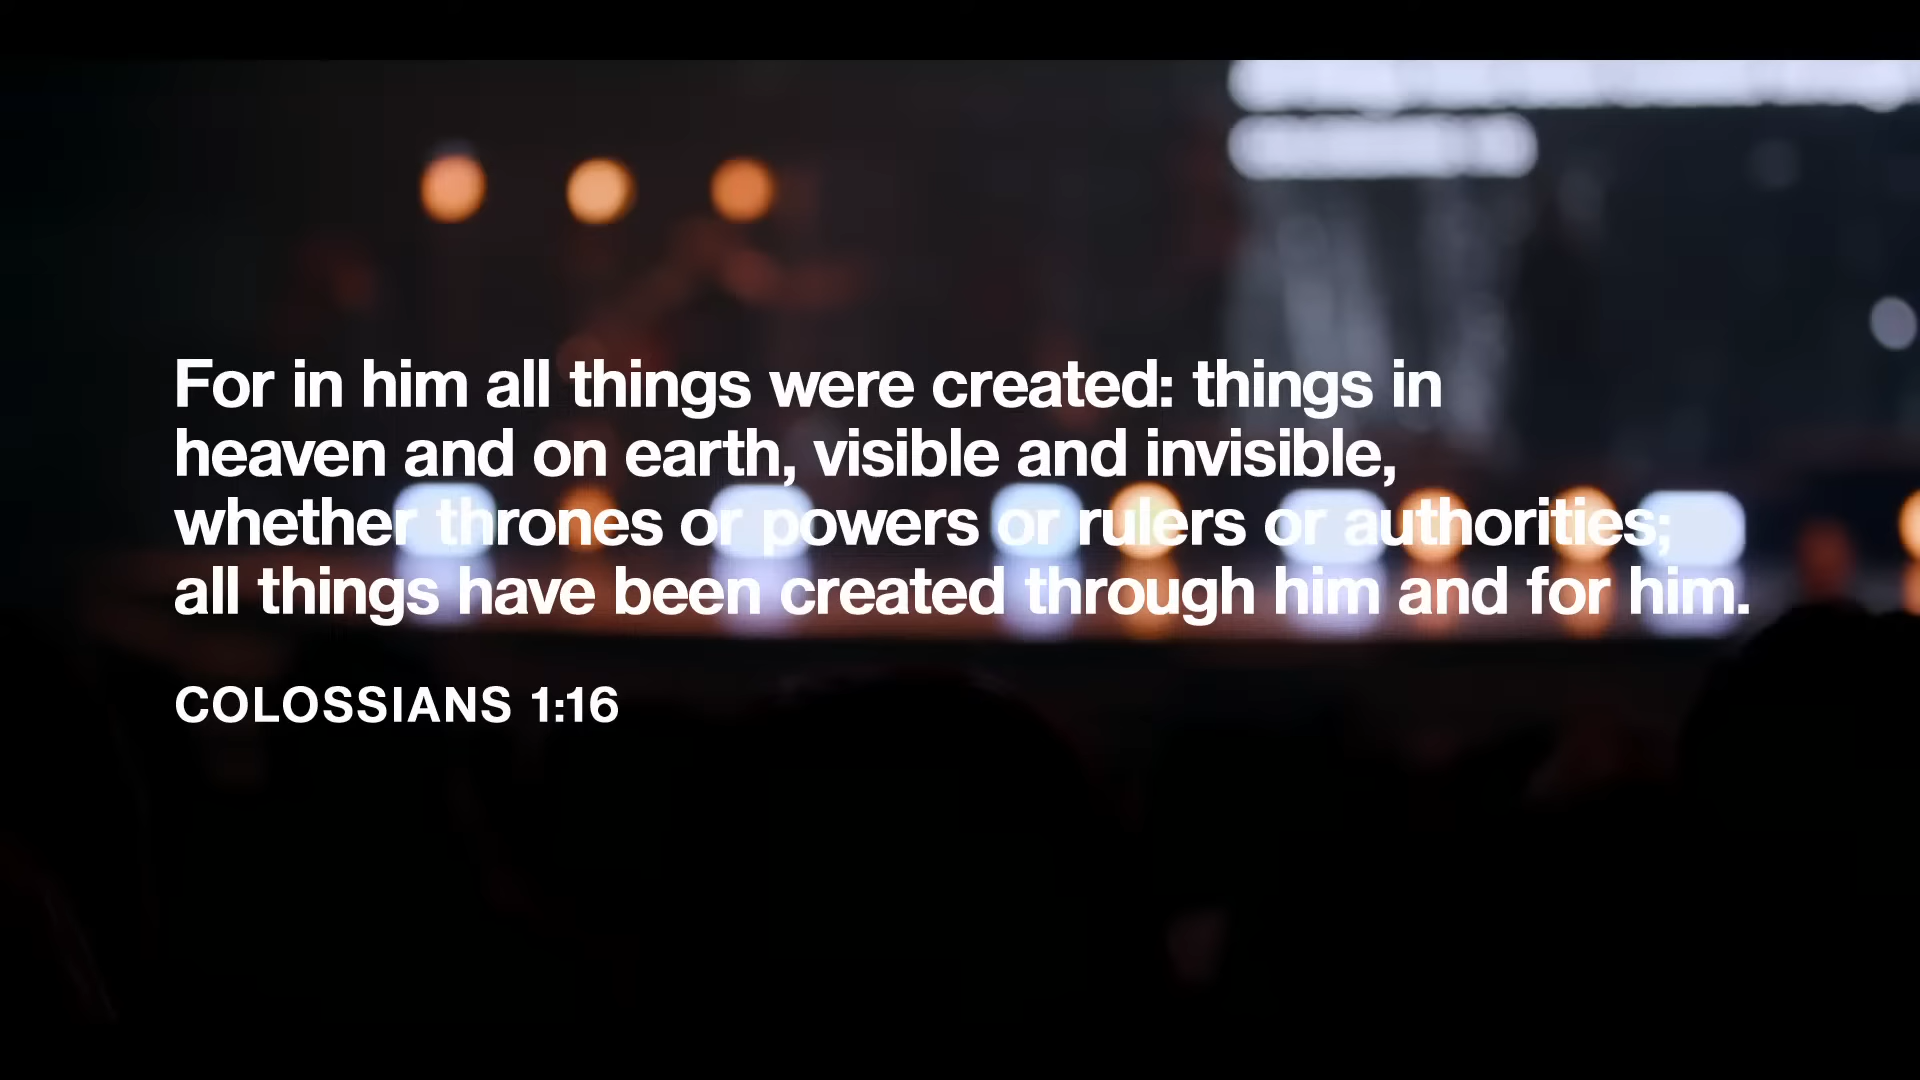 For in him all things were created: things in
heaven and on earth, visible and invisible,
whether thrones or powers or rulers or authorities;
all things have been created through him and for him.
COLOSSIANS 1:16